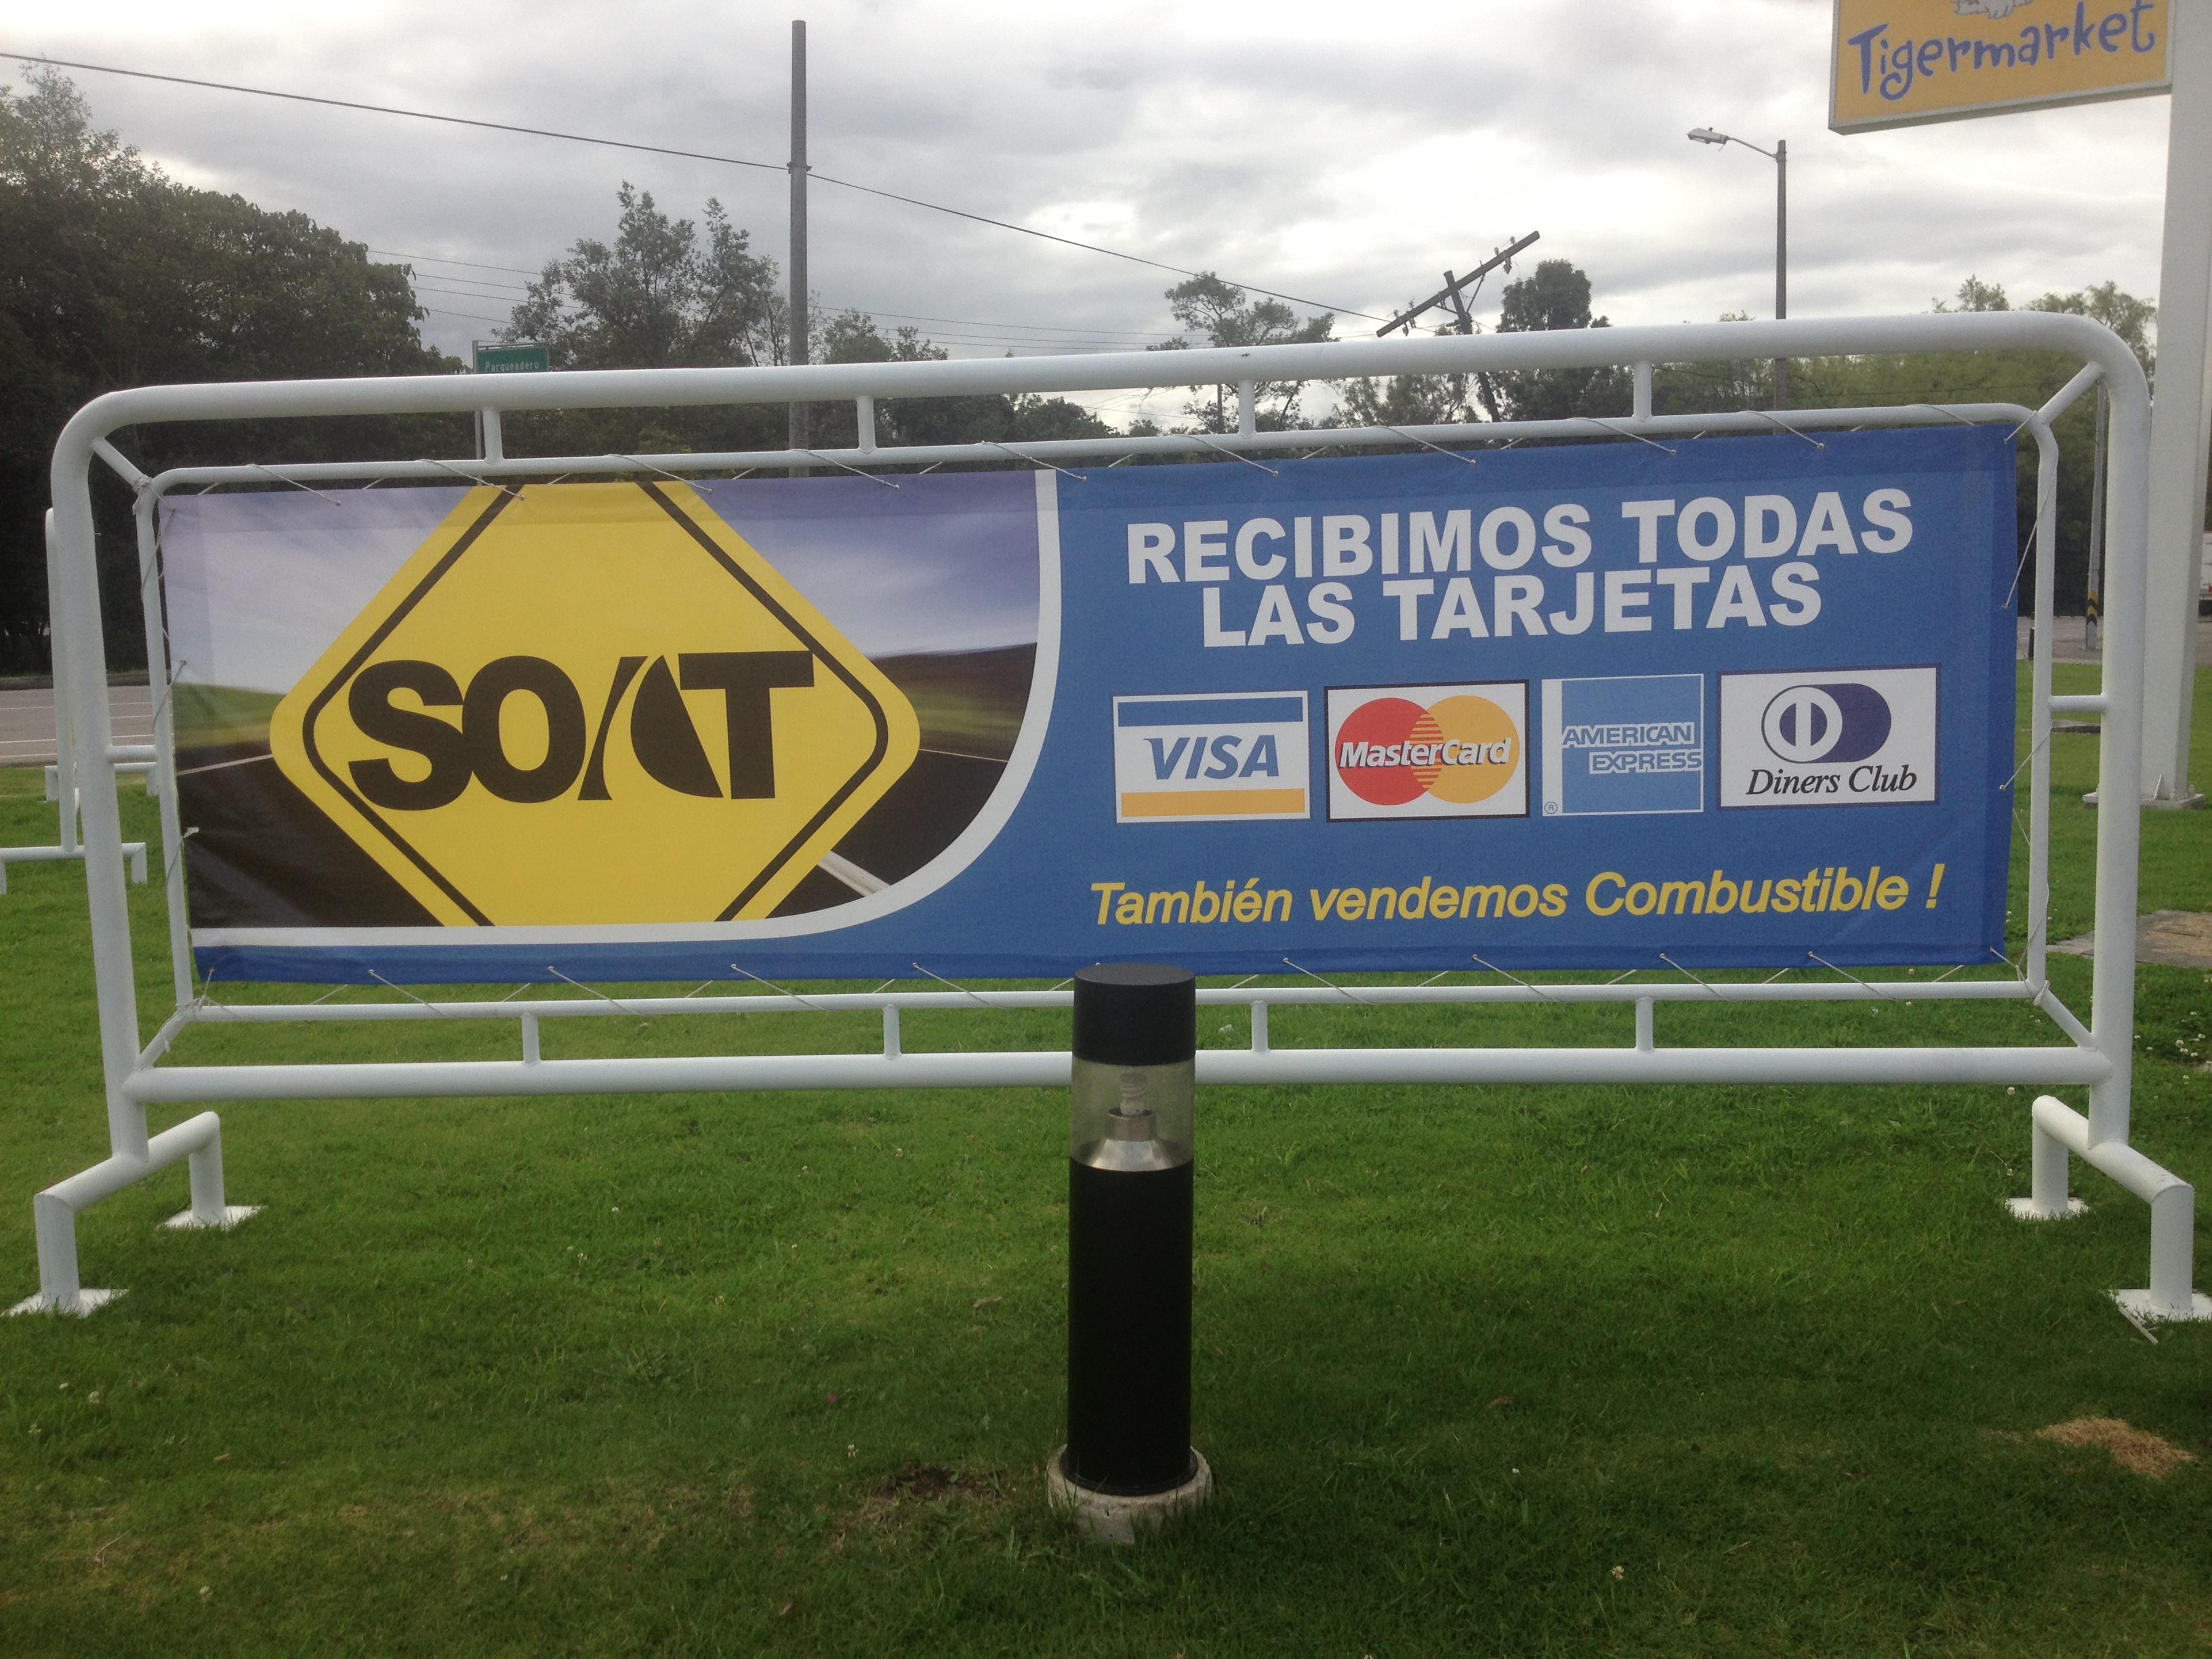 Tigermarket
Parqueadero
SOAT
RECIBIMOS TODAS
LAS TARJETAS
VISA
MasterCard
AMERICAN
EXPRESS
®
Diners Club
También vendemos Combustible !